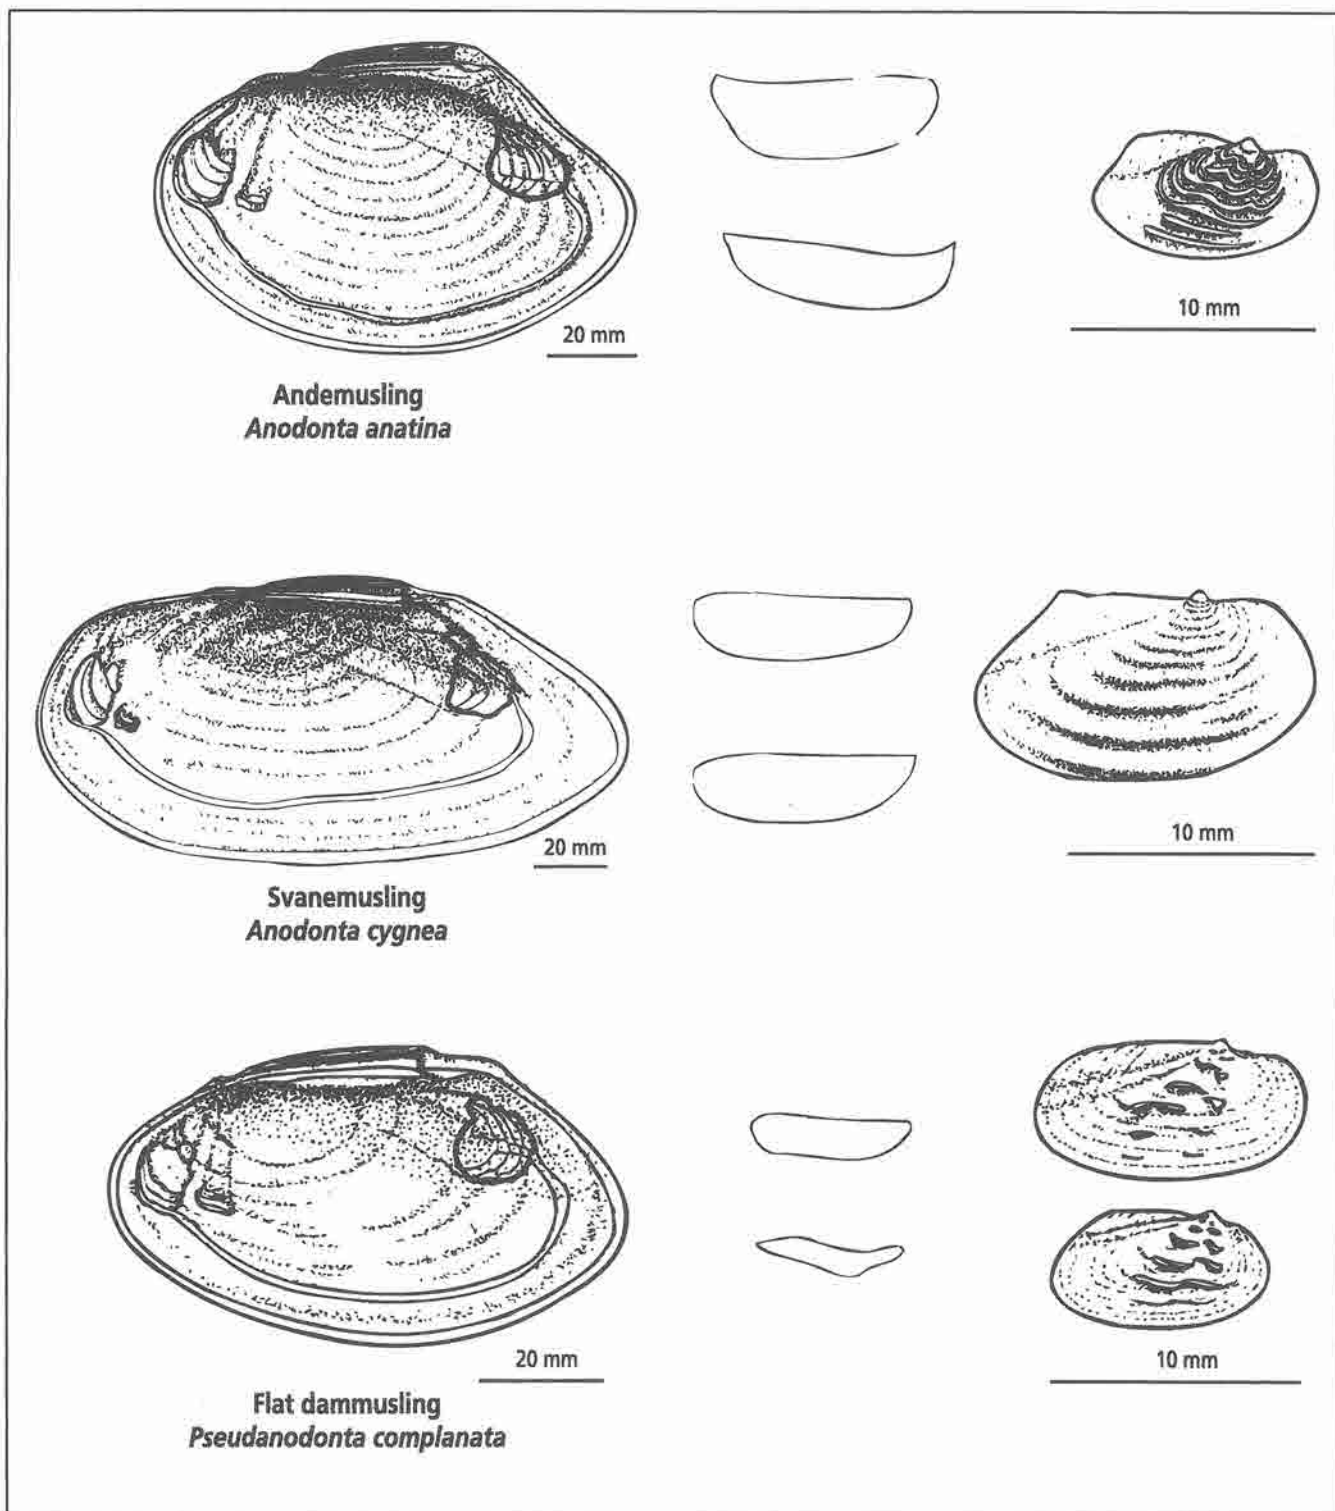 20 mm
10 mm
Andemusling
Anodonta anatina
20 mm
10 mm
Svanemusling
Anodonta cygnea
20 mm
10 mm
Flat dammusling
Pseudanodonta complanata